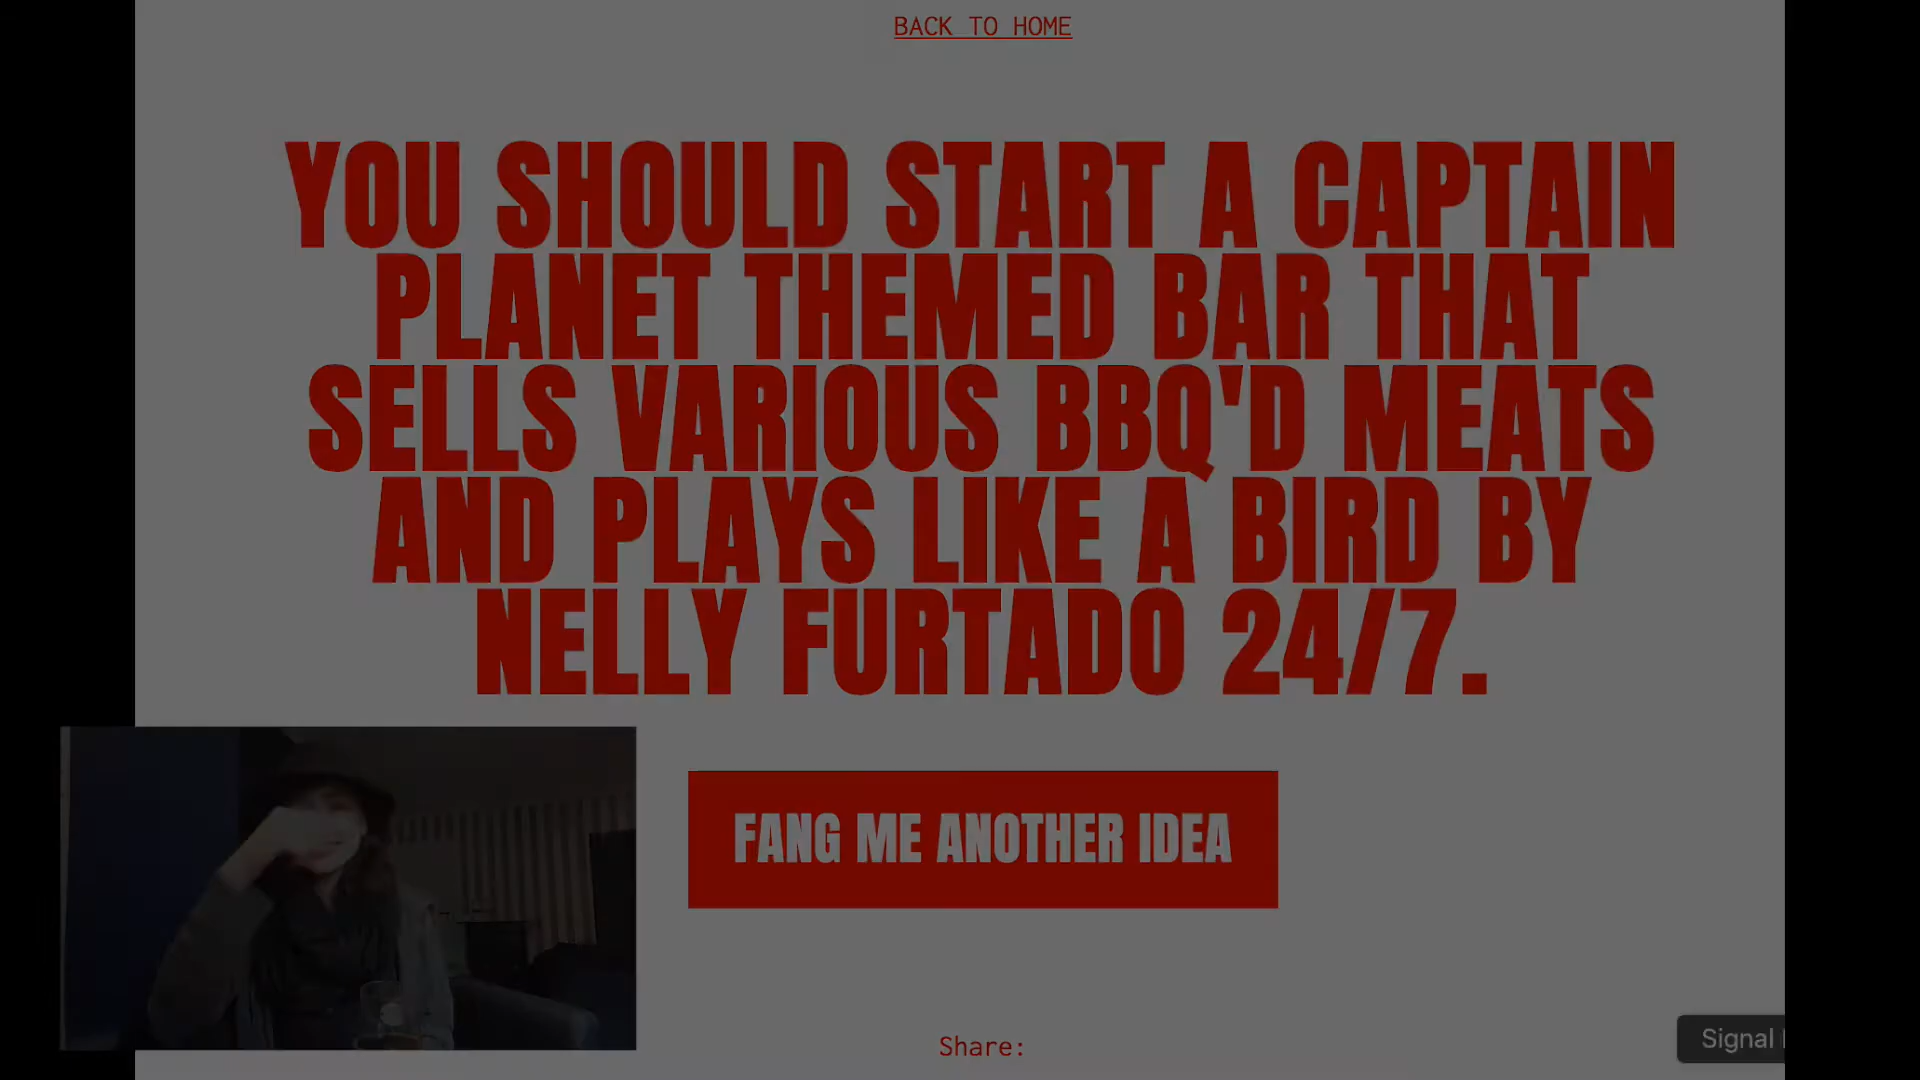 BACK TO HOME
YOU SHOULD START A CAPTAIN
PLANET THEMED BAR THAT
SELLS VARIOUS BBQ'D MEATS
AND PLAYS LIKE A BIRD BY
NELLY FURTADO 24/7.
FANG ME ANOTHER IDEA
Share:
Signal